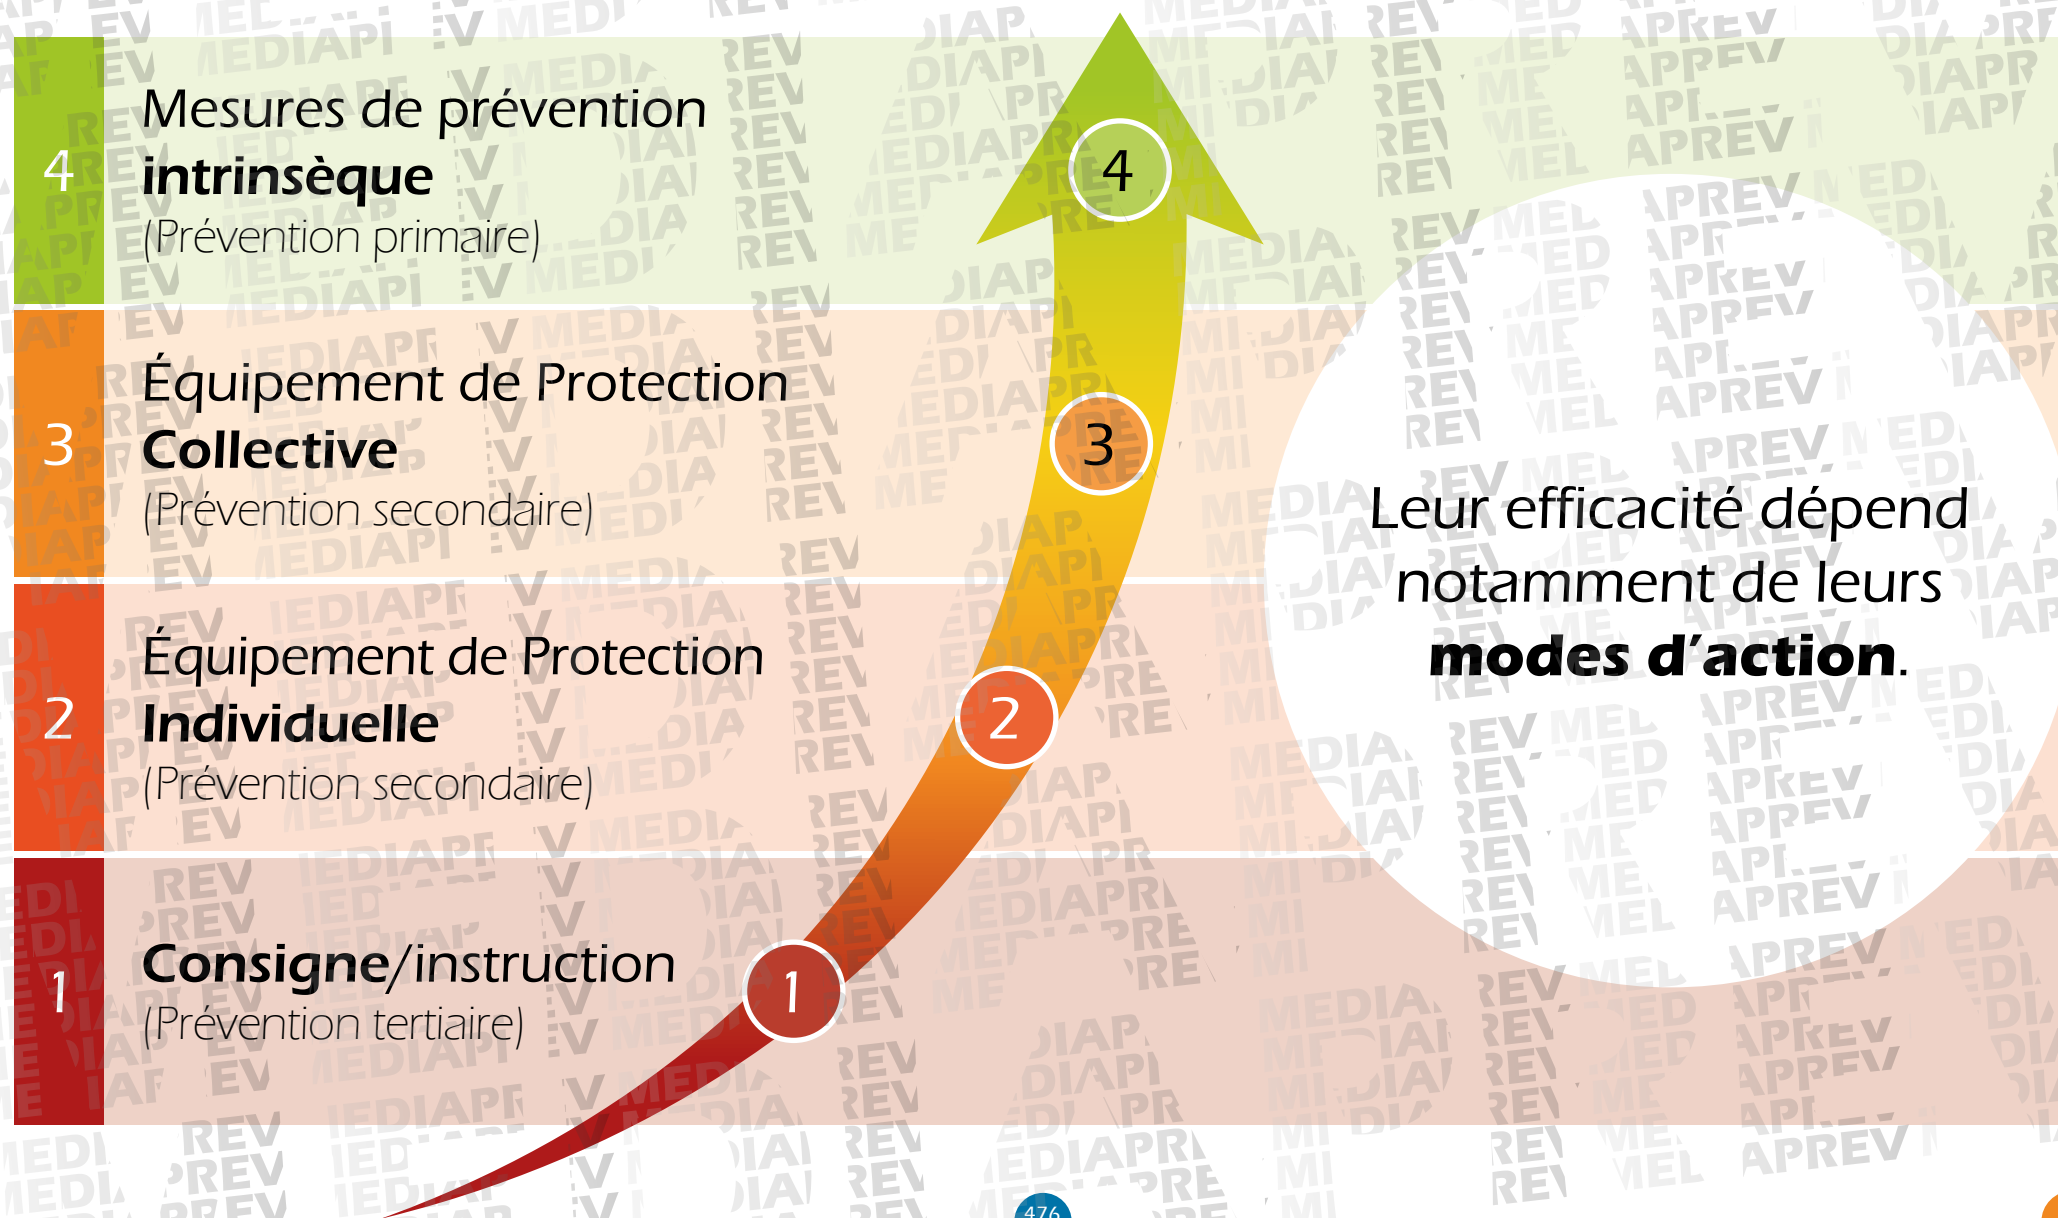 4
Mesures de prévention
intrinsèque
(Prévention primaire)
4
3
Équipement de Protection
Collective
(Prévention secondaire)
3
2
Équipement de Protection
Individuelle
(Prévention secondaire)
2
1
Consigne/instruction
(Prévention tertiaire)
1
Leur efficacité dépend
notamment de leurs
modes d’action.
476